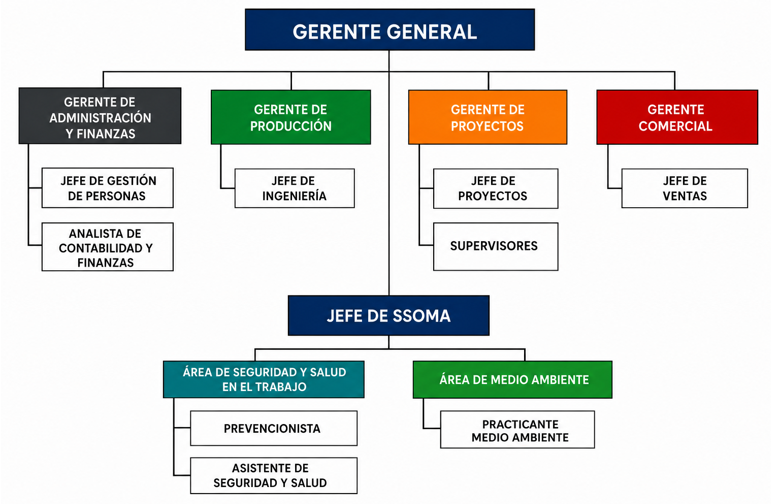 GERENTE GENERAL
GERENTE DE
ADMINISTRACIÓN
Y FINANZAS
JEFE DE GESTIÓN
DE PERSONAS
ANALISTA DE
CONTABILIDAD Y
FINANZAS
GERENTE DE
PRODUCCIÓN
JEFE DE
INGENIERÍA
GERENTE DE
PROYECTOS
JEFE DE
PROYECTOS
SUPERVISORES
GERENTE
COMERCIAL
JEFE DE
VENTAS
JEFE DE SSOMA
ÁREA DE SEGURIDAD Y SALUD
EN EL TRABAJO
PREVENCIONISTA
ASISTENTE DE
SEGURIDAD Y SALUD
ÁREA DE MEDIO AMBIENTE
PRACTICANTE
MEDIO AMBIENTE